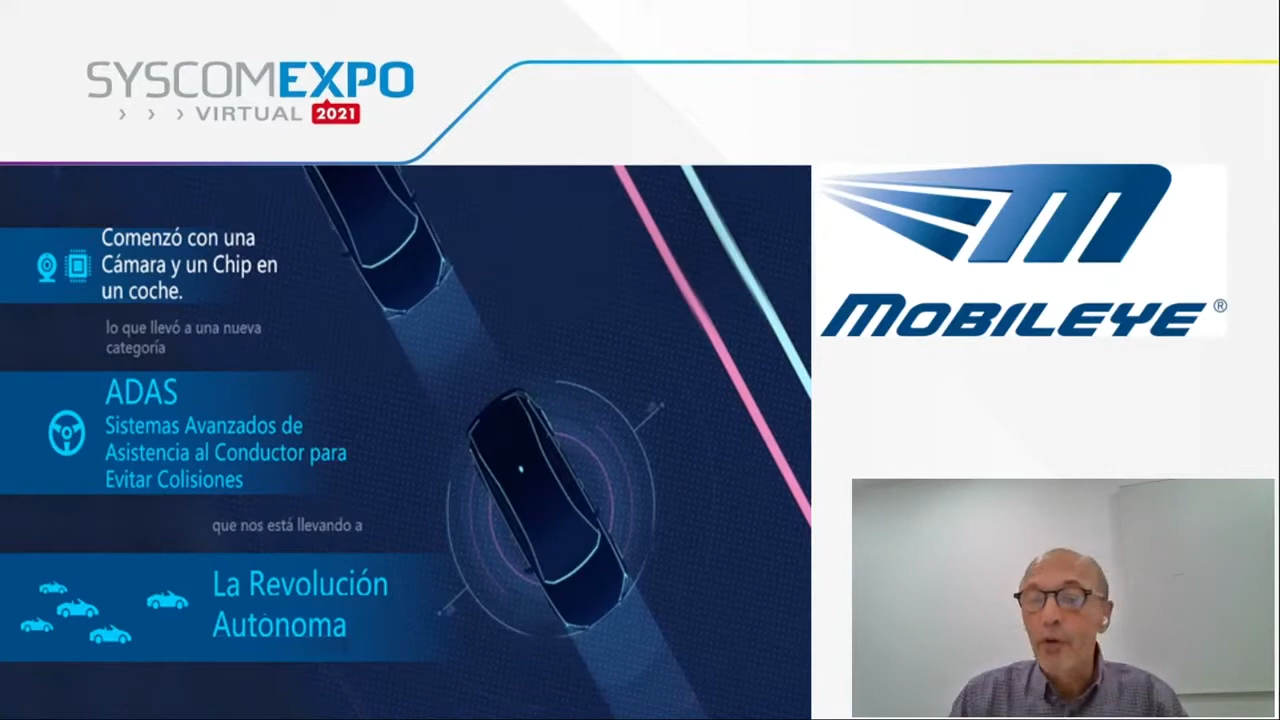 SYSCOMEXPO
VIRTUAL 2021
Comenzó con una
Cámara y un Chip en
un coche.
lo que llevó a una nueva
categoría
ADAS
Sistemas Avanzados de
Asistencia al Conductor para
Evitar Colisiones
que nos está llevando a
La Revolución
Autónoma
MOBILEYE®